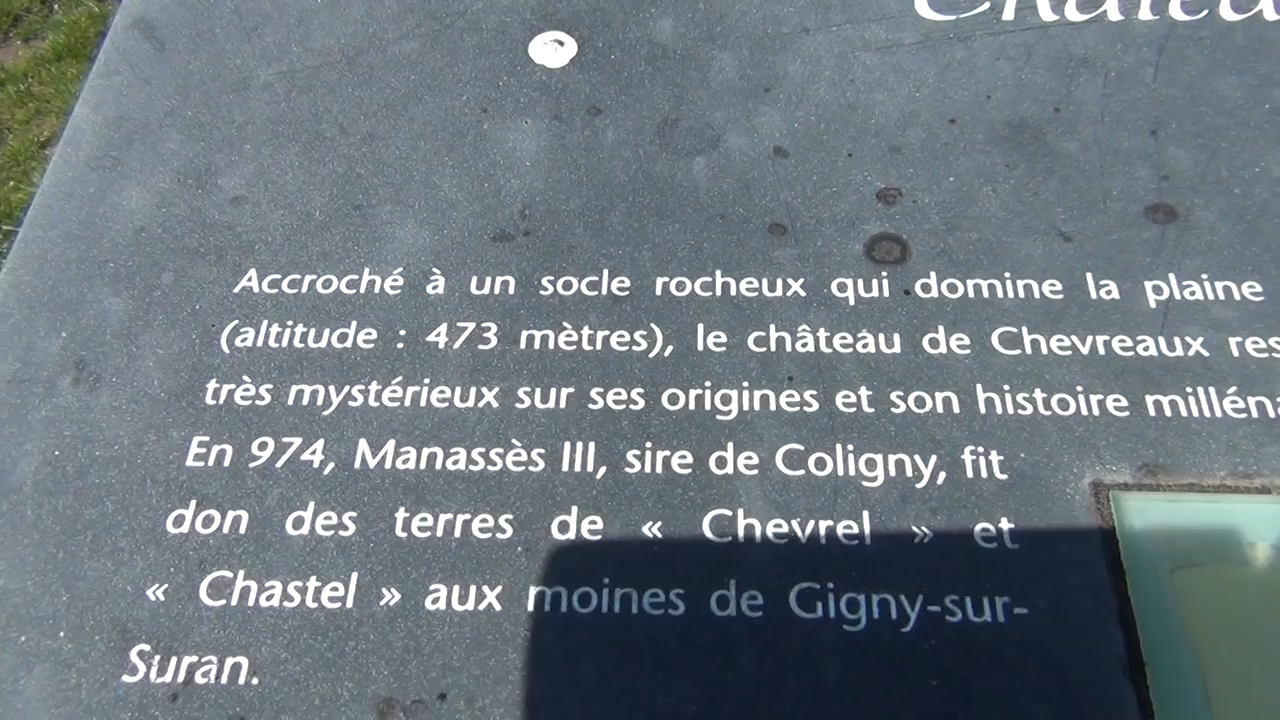 Accroché à un socle rocheux qui domine la plaine
(altitude : 473 mètres), le château de Chevreaux
très mystérieux sur ses origines et son histoire
En 974, Manassès III, sire de Coligny, fit
don des terres de « Chevrel » et
« Chastel » aux moines de Gigny-sur-
Suran.